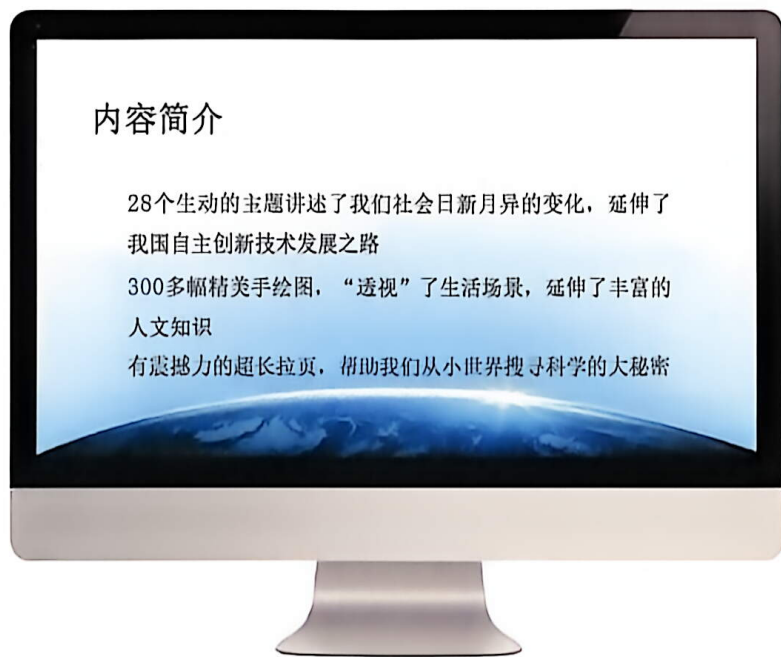 内容简介
28个生动的主题讲述了我们社会日新月异的变化，延伸了
我国自主创新技术发展之路
300多幅精美手绘图，“透视”了生活场景，延伸了丰富的
人文知识
有震撼力的超长拉页，帮助我们从小世界搜寻科学的大秘密